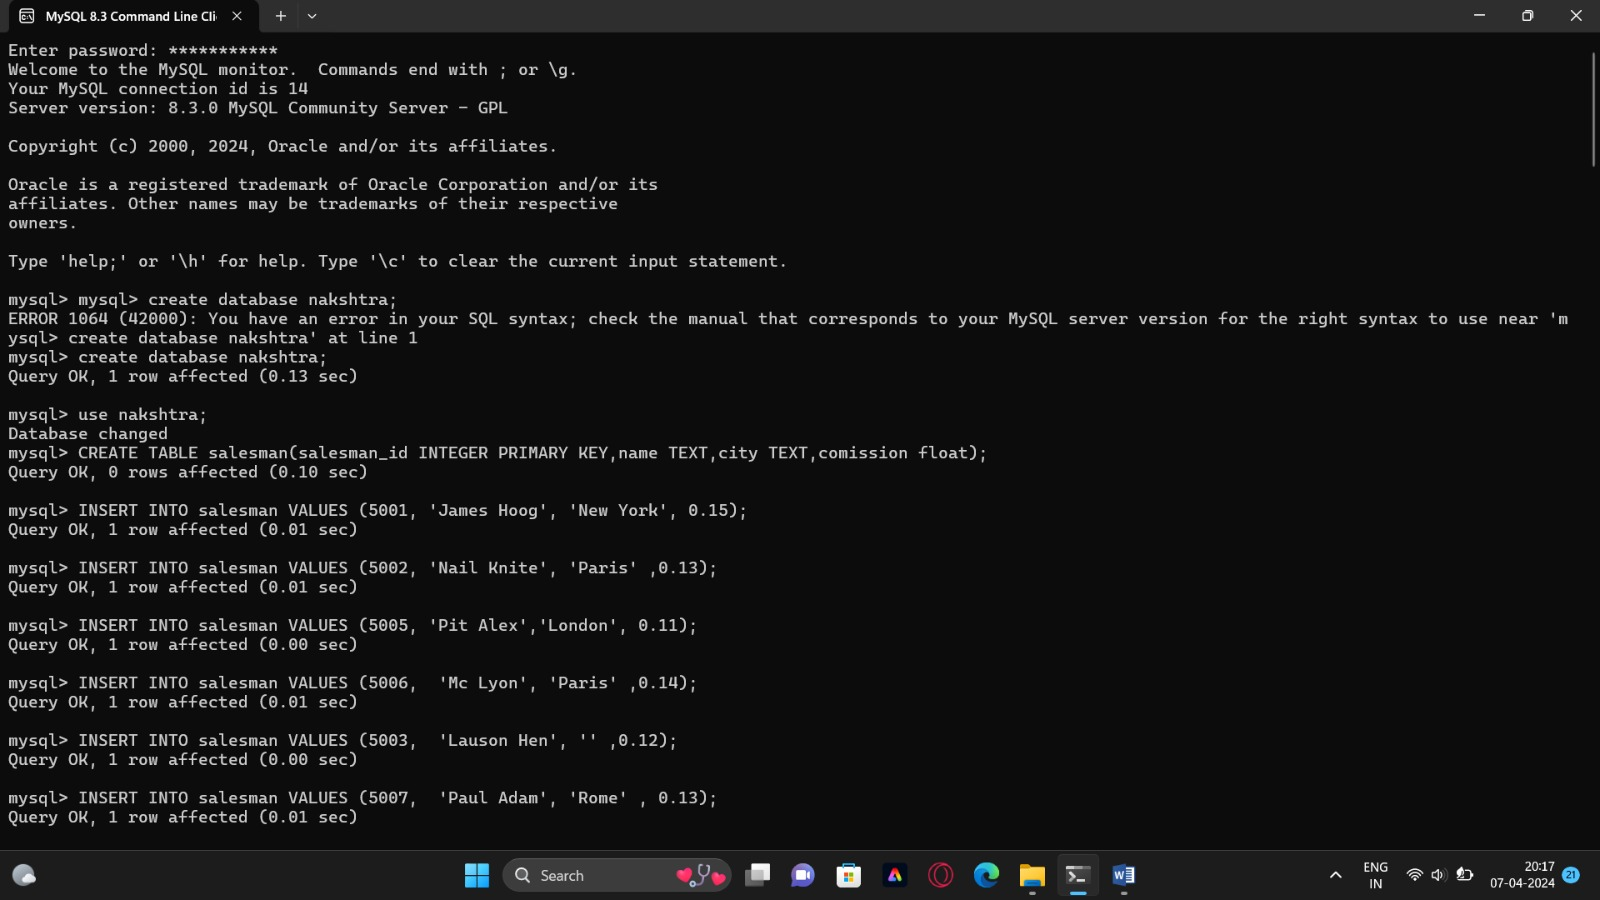 MySQL 8.3 Command Line Cli
Enter password: ***********
Welcome to the MySQL monitor.  Commands end with ; or \g.
Your MySQL connection id is 14
Server version: 8.3.0 MySQL Community Server - GPL
Copyright (c) 2000, 2024, Oracle and/or its affiliates.
Oracle is a registered trademark of Oracle Corporation and/or its
affiliates. Other names may be trademarks of their respective
owners.
Type 'help;' or '\h' for help. Type '\c' to clear the current input statement.
mysql> mysql> create database nakshtra;
ERROR 1064 (42000): You have an error in your SQL syntax; check the manual that corresponds to your MySQL server version for the right syntax to use near 'm
ysql> create database nakshtra' at line 1
mysql> create database nakshtra;
Query OK, 1 row affected (0.13 sec)
mysql> use nakshtra;
Database changed
mysql> CREATE TABLE salesman(salesman_id INTEGER PRIMARY KEY,name TEXT,city TEXT,comission float);
Query OK, 0 rows affected (0.10 sec)
mysql> INSERT INTO salesman VALUES (5001, 'James Hoog', 'New York', 0.15);
Query OK, 1 row affected (0.01 sec)
mysql> INSERT INTO salesman VALUES (5002, 'Nail Knite', 'Paris' ,0.13);
Query OK, 1 row affected (0.01 sec)
mysql> INSERT INTO salesman VALUES (5005, 'Pit Alex','London', 0.11);
Query OK, 1 row affected (0.00 sec)
mysql> INSERT INTO salesman VALUES (5006,  'Mc Lyon', 'Paris' ,0.14);
Query OK, 1 row affected (0.01 sec)
mysql> INSERT INTO salesman VALUES (5003,  'Lauson Hen', '' ,0.12);
Query OK, 1 row affected (0.00 sec)
mysql> INSERT INTO salesman VALUES (5007,  'Paul Adam', 'Rome' , 0.13);
Query OK, 1 row affected (0.01 sec)
Search
ENG
IN
20:17
07-04-2024
21